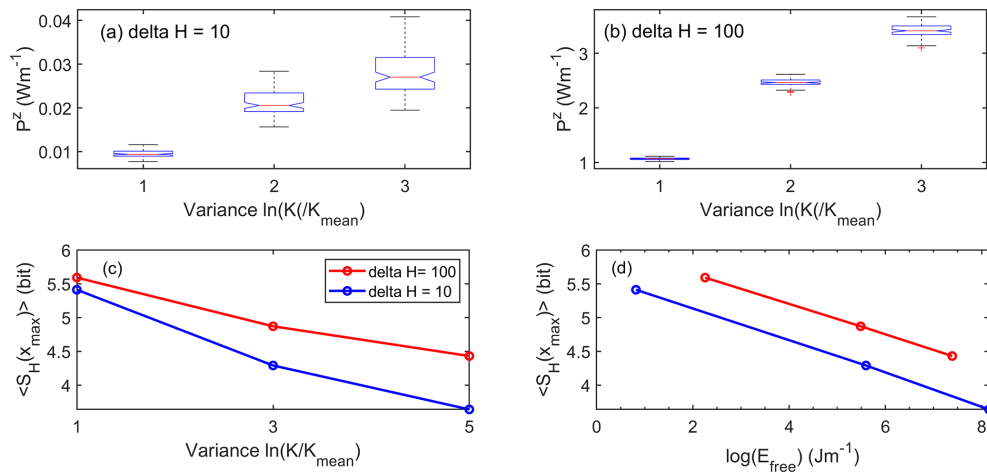 (a) delta H = 10
0.04
0.03
0.02
0.01
P^z (Wm^-1)
1 2 3
Variance ln(K(/K_mean)
(b) delta H = 100
3
2
1
P^z (Wm^-1)
1 2 3
Variance ln(K(/K_mean)
(c)
6
5.5
5
4.5
4
<S_H(x_max)> (bit)
delta H= 100
delta H = 10
1 3 5
Variance ln(K/K_mean)
(d)
6
5.5
5
4.5
4
<S_H(x_max)> (bit)
0 2 4 6 8
log(E_free) (Jm^-1)